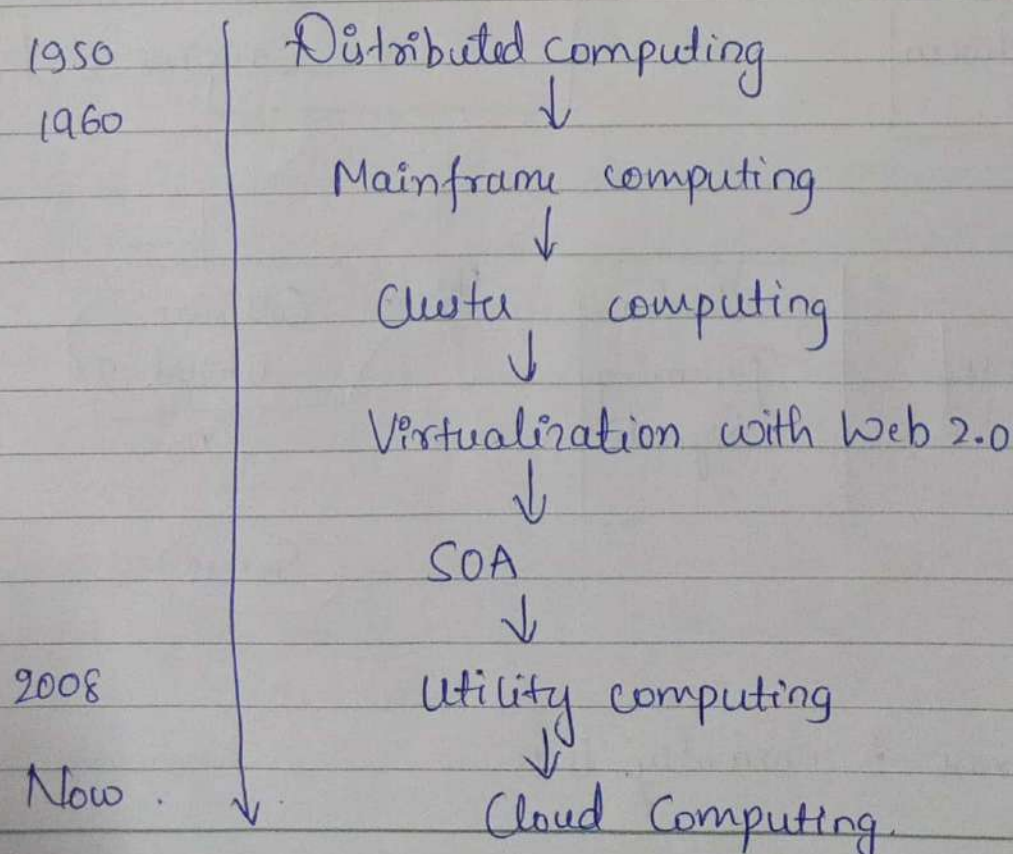 1950 Distributed computing
1960
Mainframe computing
Cluster computing
Virtualization with Web 2.0
SOA
2008 Utility computing
Now. Cloud Computing.